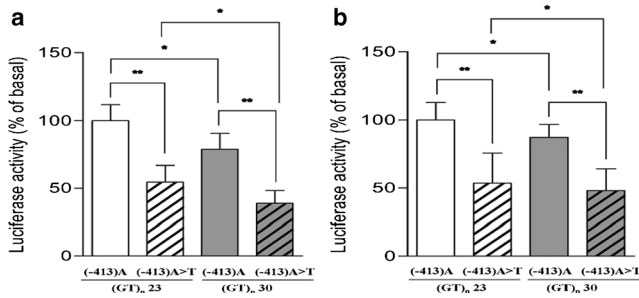 a
b
Luciferase activity (% of basal)
150
100
50
0
*
*
**
**
(-413)A (-413)A>T (-413)A (-413)A>T
(GT)n 23 (GT)n 30
Luciferase activity (% of basal)
150
100
50
0
*
*
**
**
(-413)A (-413)A>T (-413)A (-413)A>T
(GT)n 23 (GT)n 30